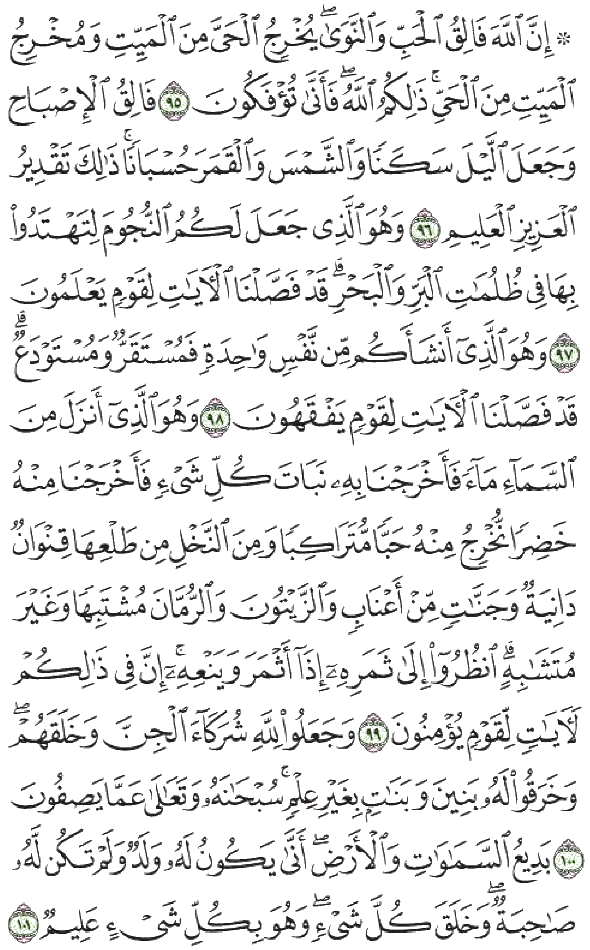 ۞ إِنَّ ٱللَّهَ فَالِقُ ٱلْحَبِّ وَٱلنَّوَىٰ ۖ يُخْرِجُ ٱلْحَىَّ مِنَ ٱلْمَيِّتِ وَمُخْرِجُ
ٱلْمَيِّتِ مِنَ ٱلْحَىِّ ۚ ذَٰلِكُمُ ٱللَّهُ ۖ فَأَنَّىٰ تُؤْفَكُونَ ٩٥ فَالِقُ ٱلْإِصْبَاحِ
وَجَعَلَ ٱلَّيْلَ سَكَنًا وَٱلشَّمْسَ وَٱلْقَمَرَ حُسْبَانًا ۚ ذَٰلِكَ تَقْدِيرُ
ٱلْعَزِيزِ ٱلْعَلِيمِ ٩٦ وَهُوَ ٱلَّذِى جَعَلَ لَكُمُ ٱلنُّجُومَ لِتَهْتَدُوا۟
بِهَا فِى ظُلُمَٰتِ ٱلْبَرِّ وَٱلْبَحْرِ ۗ قَدْ فَصَّلْنَا ٱلْـَٔايَٰتِ لِقَوْمٍ يَعْلَمُونَ
٩٧ وَهُوَ ٱلَّذِىٓ أَنشَأَكُم مِّن نَّفْسٍ وَٰحِدَةٍ فَمُسْتَقَرٌّ وَمُسْتَوْدَعٌ ۗ
قَدْ فَصَّلْنَا ٱلْـَٔايَٰتِ لِقَوْمٍ يَفْقَهُونَ ٩٨ وَهُوَ ٱلَّذِىٓ أَنزَلَ مِنَ
ٱلسَّمَآءِ مَآءً فَأَخْرَجْنَا بِهِۦ نَبَاتَ كُلِّ شَىْءٍ فَأَخْرَجْنَا مِنْهُ
خَضِرًا نُّخْرِجُ مِنْهُ حَبًّا مُّتَرَاكِبًا وَمِنَ ٱلنَّخْلِ مِن طَلْعِهَا قِنْوَانٌ
دَانِيَةٌ وَجَنَّٰتٍ مِّنْ أَعْنَابٍ وَٱلزَّيْتُونَ وَٱلرُّمَّانَ مُشْتَبِهًا وَغَيْرَ
مُتَشَٰبِهٍ ۗ ٱنظُرُوٓا۟ إِلَىٰ ثَمَرِهِۦٓ إِذَآ أَثْمَرَ وَيَنْعِهِۦٓ ۚ إِنَّ فِى ذَٰلِكُمْ
لَـَٔايَٰتٍ لِّقَوْمٍ يُؤْمِنُونَ ٩٩ وَجَعَلُوا۟ لِلَّهِ شُرَكَآءَ ٱلْجِنَّ وَخَلَقَهُمْ ۖ
وَخَرَقُوا۟ لَهُۥ بَنِينَ وَبَنَٰتٍۭ بِغَيْرِ عِلْمٍ ۚ سُبْحَٰنَهُۥ وَتَعَٰلَىٰ عَمَّا يَصِفُونَ
١٠٠ بَدِيعُ ٱلسَّمَٰوَٰتِ وَٱلْأَرْضِ ۖ أَنَّىٰ يَكُونُ لَهُۥ وَلَدٌ وَلَمْ تَكُن لَّهُۥ
صَٰحِبَةٌ ۖ وَخَلَقَ كُلَّ شَىْءٍ ۖ وَهُوَ بِكُلِّ شَىْءٍ عَلِيمٌ ١٠١